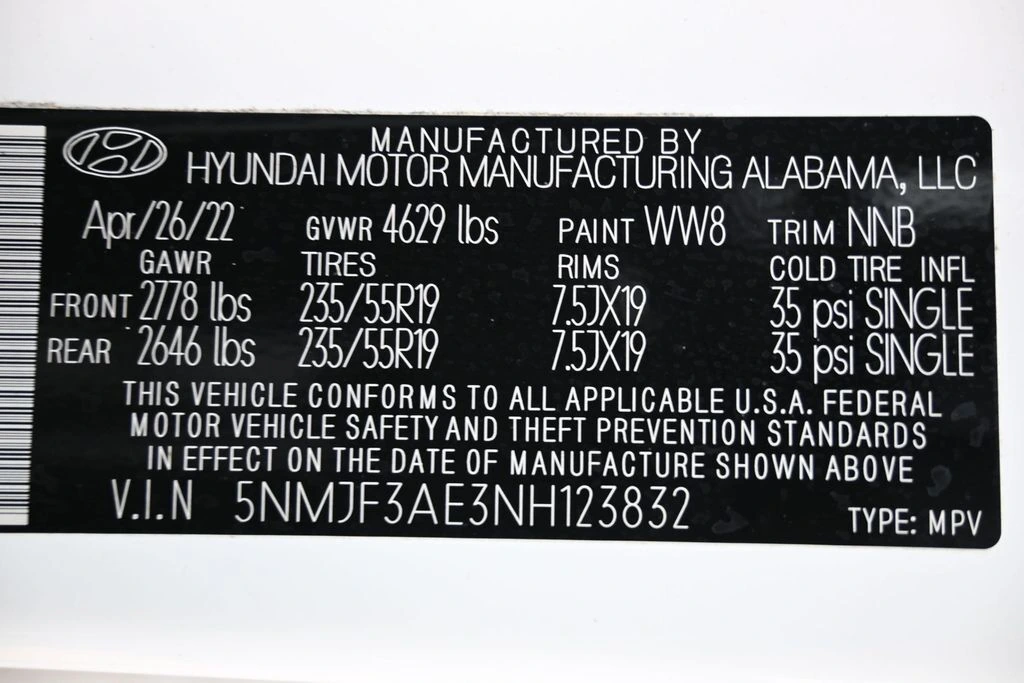 MANUFACTURED BY
HYUNDAI MOTOR MANUFACTURING ALABAMA, LLC
Apr/26/22 GVWR 4629 lbs PAINT WW8 TRIM NNB
GAWR TIRES RIMS COLD TIRE INFL
FRONT 2778 lbs 235/55R19 7.5JX19 35 psi SINGLE
REAR 2646 lbs 235/55R19 7.5JX19 35 psi SINGLE
THIS VEHICLE CONFORMS TO ALL APPLICABLE U.S.A. FEDERAL
MOTOR VEHICLE SAFETY AND THEFT PREVENTION STANDARDS
IN EFFECT ON THE DATE OF MANUFACTURE SHOWN ABOVE
V.I.N 5NMJF3AE3NH123832 TYPE: MPV